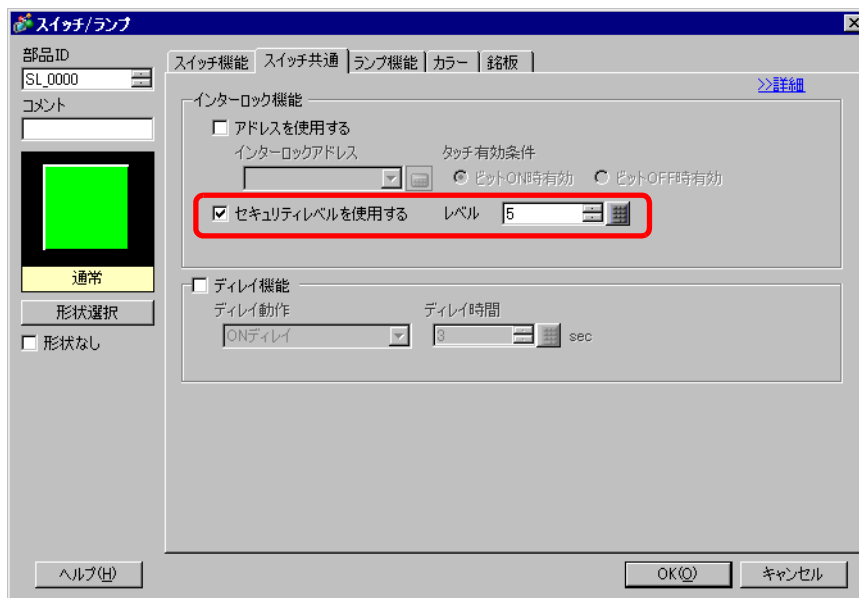 スイッチ/ランプ
部品ID
SL_0000
コメント
通常
形状選択
形状なし
スイッチ機能 スイッチ共通 ランプ機能 カラー 銘板
>>詳細
インターロック機能
アドレスを使用する
インターロックアドレス タッチ有効条件
ビットON時有効 ビットOFF時有効
セキュリティレベルを使用する レベル 5
ディレイ機能
ディレイ動作 ディレイ時間
ONディレイ 3 sec
ヘルプ(H) OK(O) キャンセル